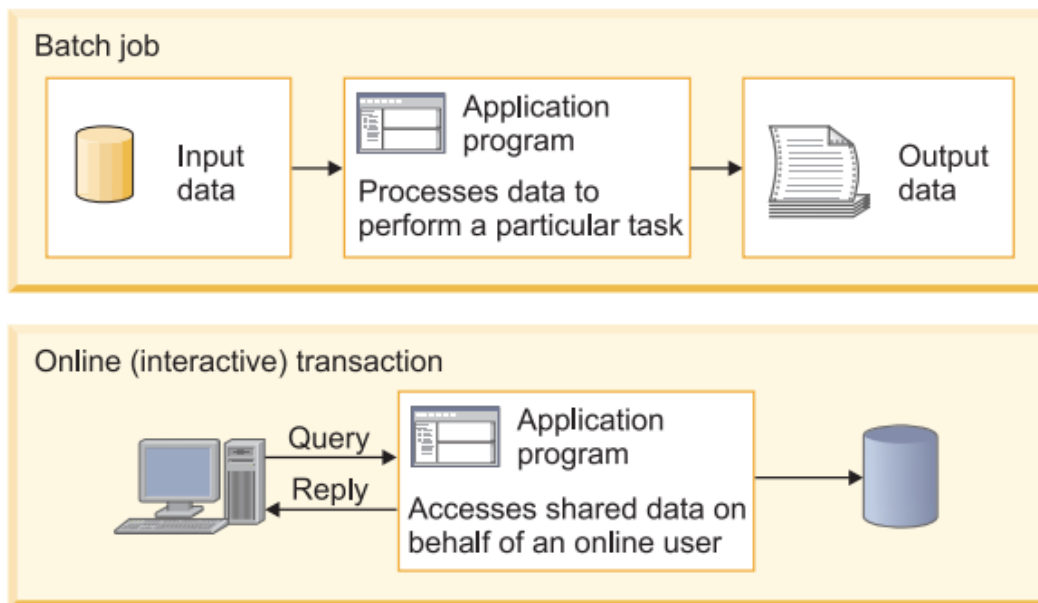 Batch job
Input
data
Application
program
Processes data to
perform a particular task
Output
data
Online (interactive) transaction
Query
Reply
Application
program
Accesses shared data on
behalf of an online user